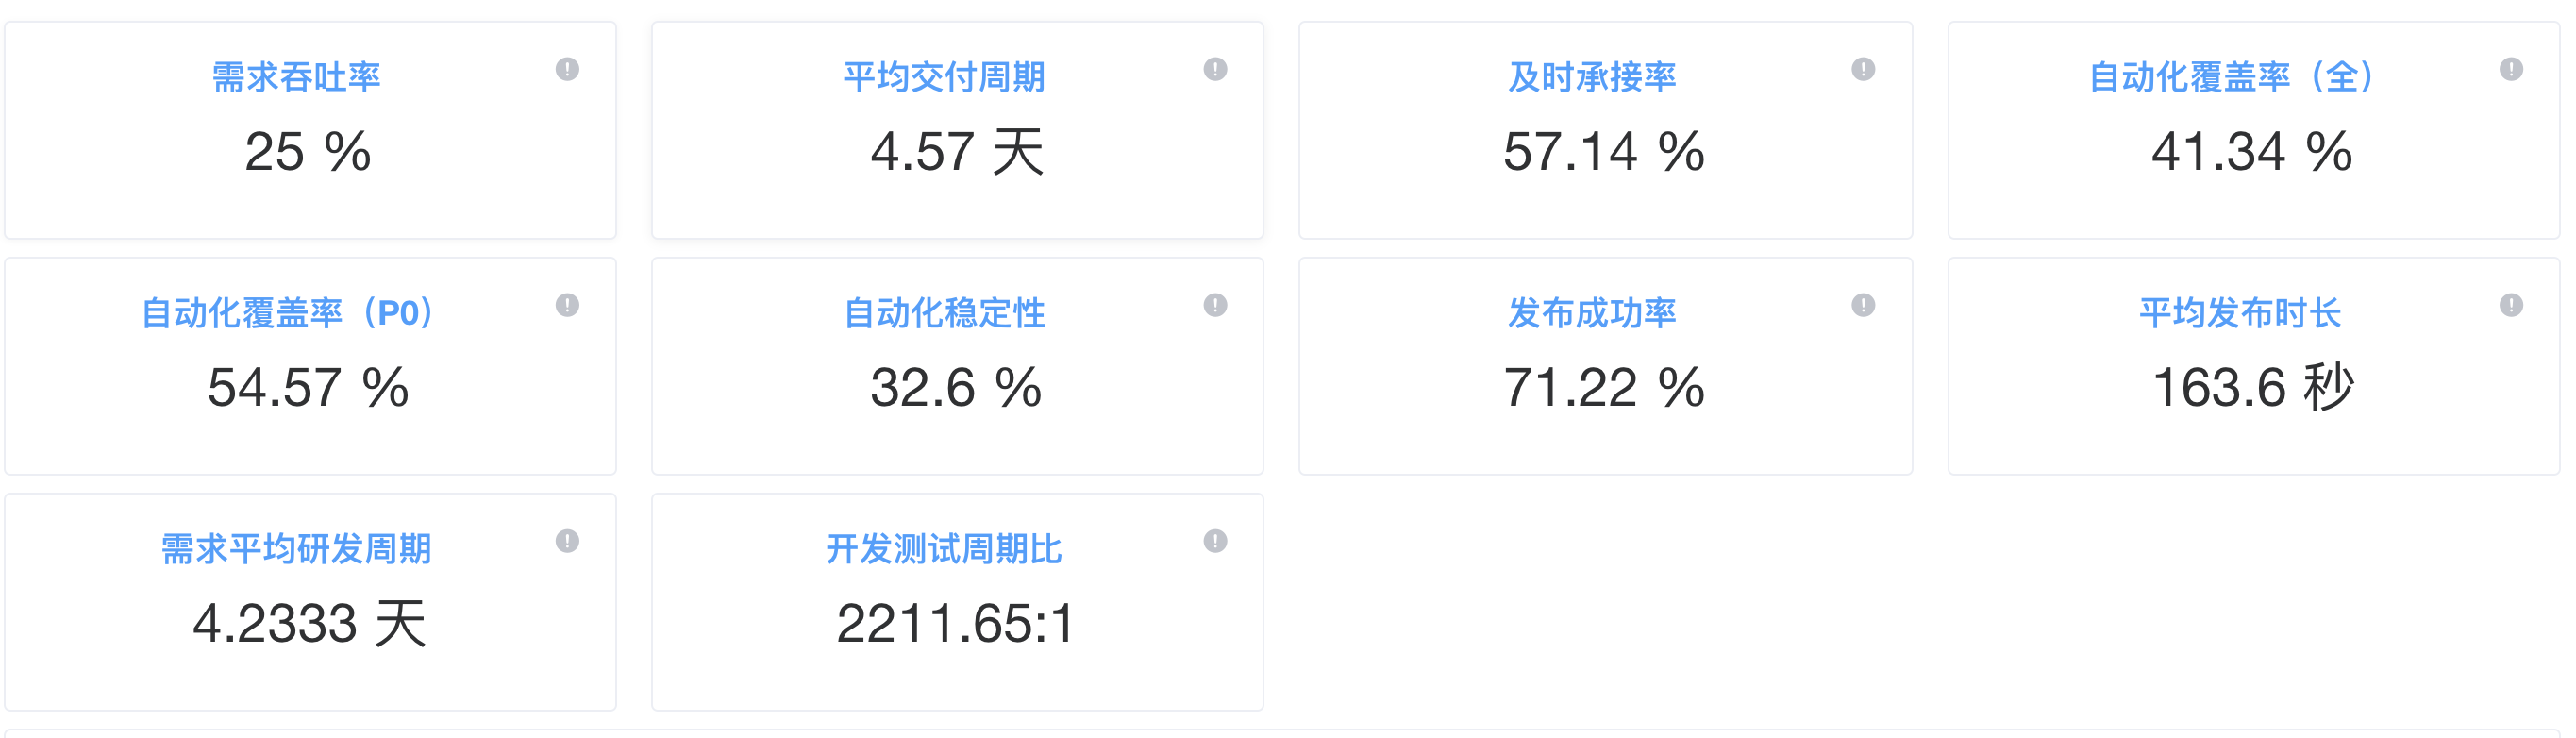 需求吞吐率
25 %
平均交付周期
4.57 天
及时承接率
57.14 %
自动化覆盖率（全）
41.34 %
自动化覆盖率（P0）
54.57 %
自动化稳定性
32.6 %
发布成功率
71.22 %
平均发布时长
163.6 秒
需求平均研发周期
4.2333 天
开发测试周期比
2211.65:1